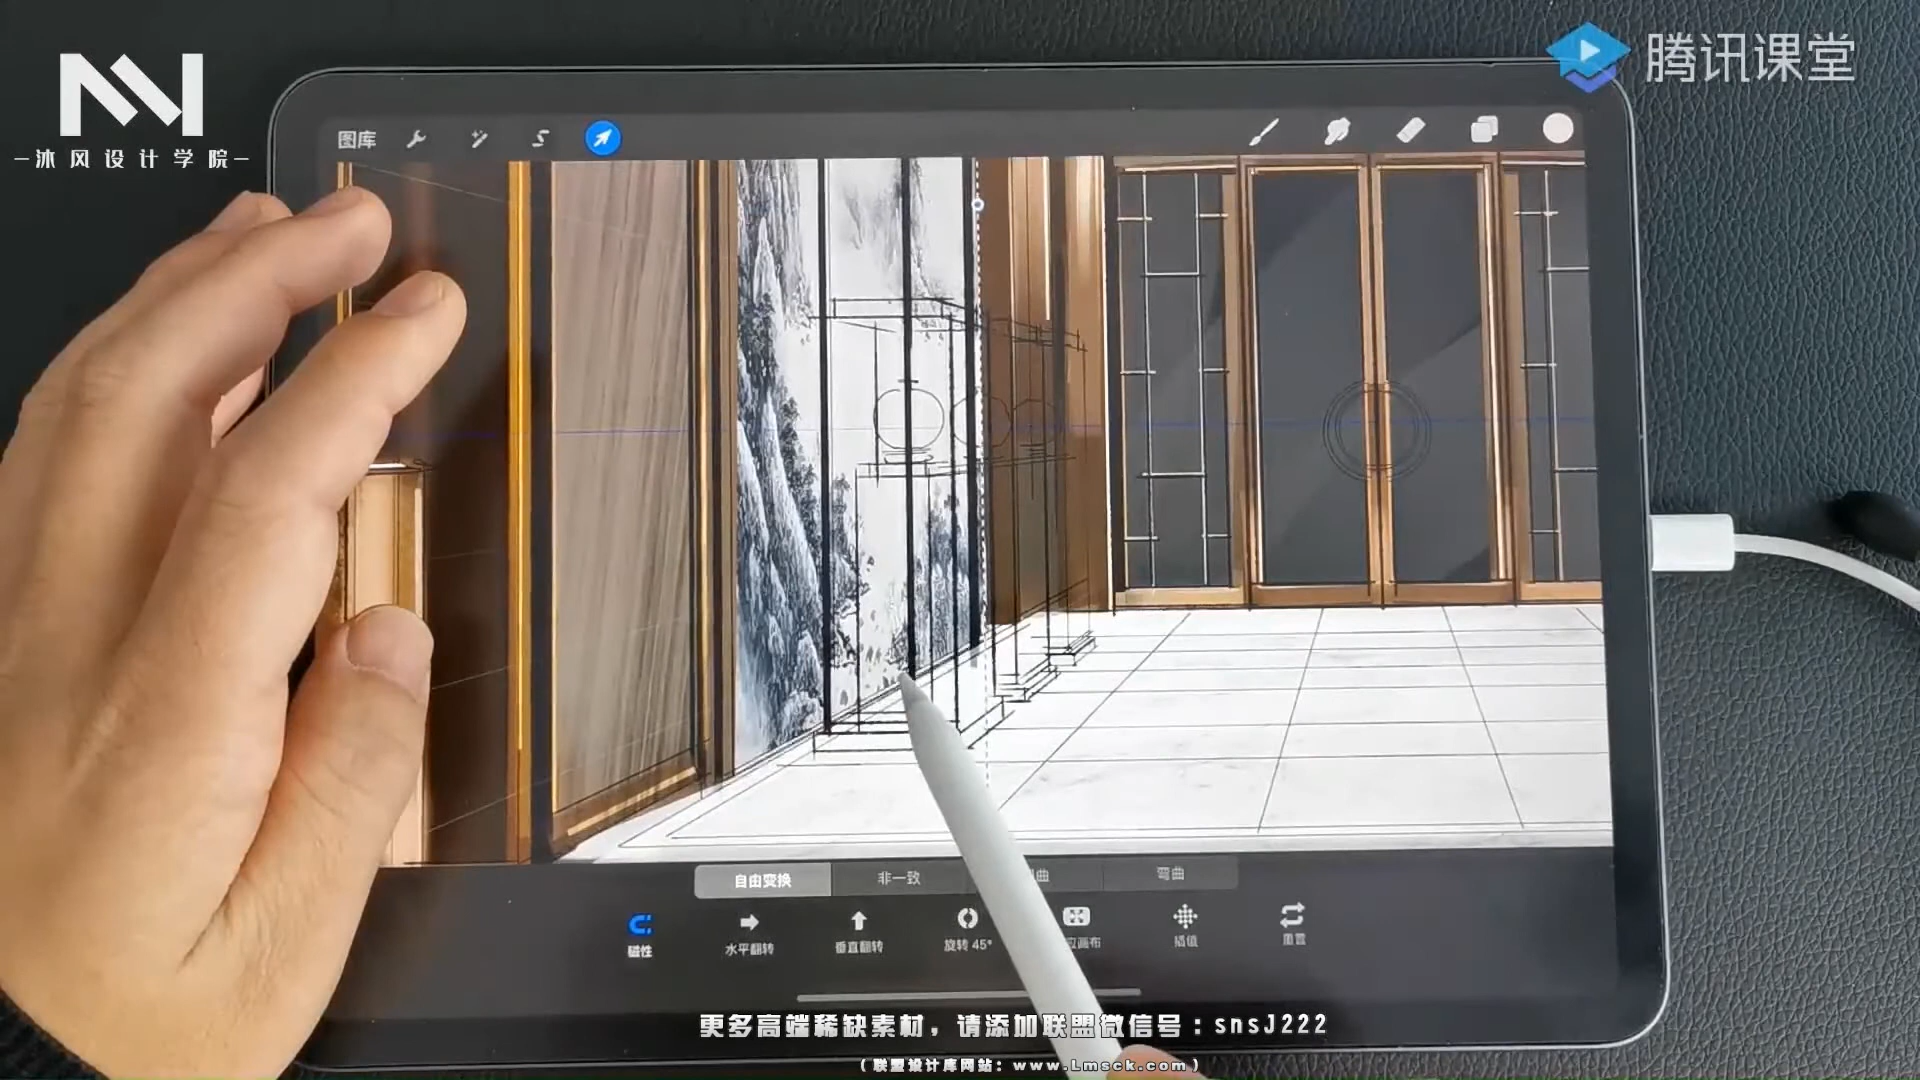 腾讯课堂
沐风设计学院
图库
自由变换
非一致
曲
弯曲
磁性
水平翻转
垂直翻转
旋转 45°
画布
插值
重置
更多高端稀缺素材，请添加联盟微信号：snsJ222
（联盟设计库网站：www.Lmsck.com）